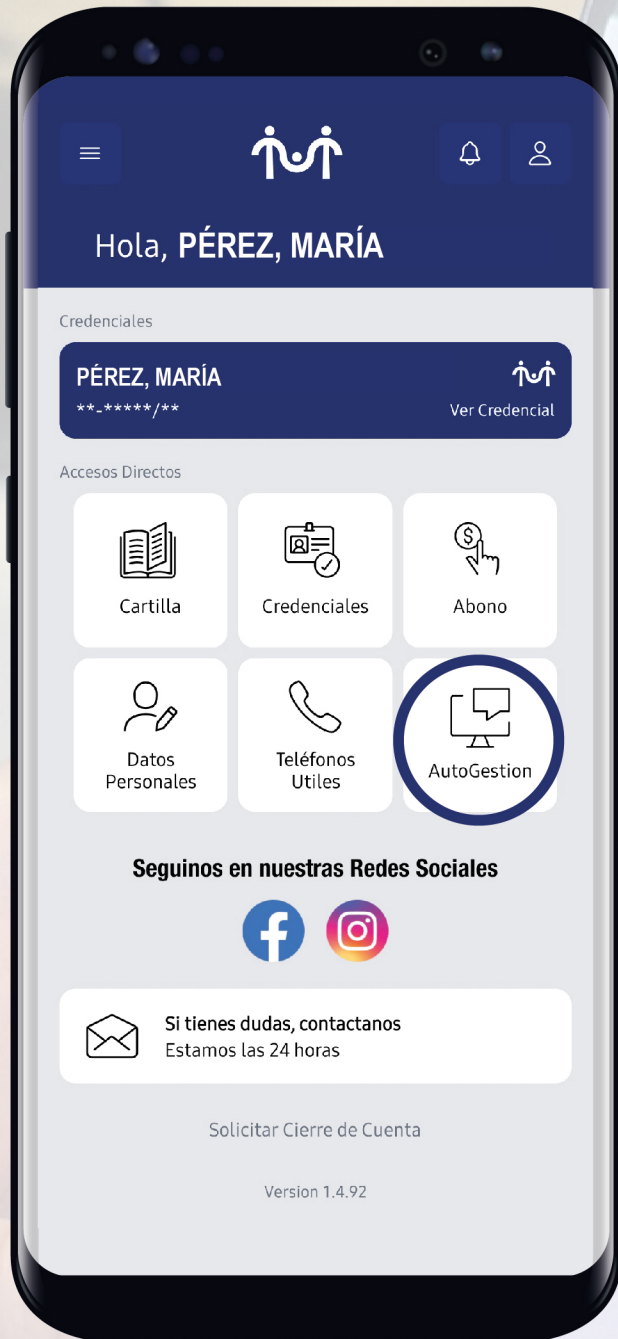 Hola, PÉREZ, MARÍA
Credenciales
PÉREZ, MARÍA
**-*****/**
Ver Credencial
Accesos Directos
Cartilla
Credenciales
Abono
Datos
Personales
Teléfonos
Utiles
AutoGestion
Seguinos en nuestras Redes Sociales
Si tienes dudas, contactanos
Estamos las 24 horas
Solicitar Cierre de Cuenta
Version 1.4.92